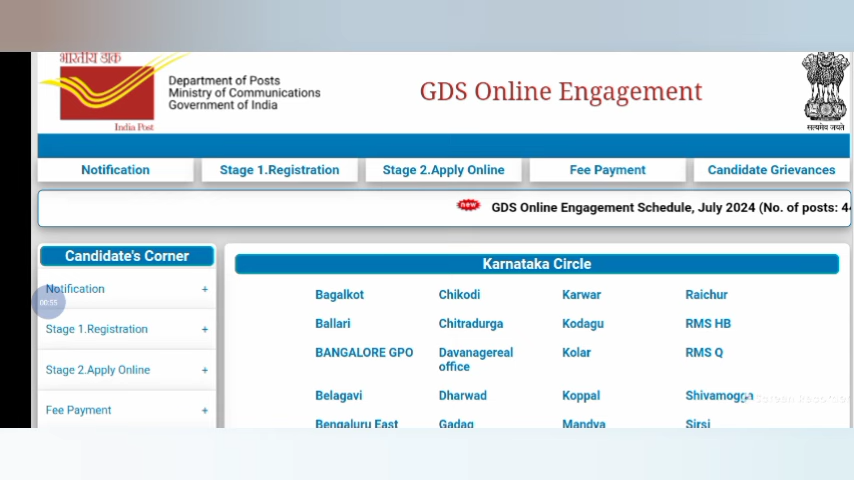 भारतीय डाक
India Post
Department of Posts
Ministry of Communications
Government of India
GDS Online Engagement
सत्यमेव जयते
Notification Stage 1.Registration Stage 2.Apply Online Fee Payment Candidate Grievances
new GDS Online Engagement Schedule, July 2024 (No. of posts: 4
Candidate's Corner
Notification +
Stage 1.Registration +
Stage 2.Apply Online +
Fee Payment +
00:55
Karnataka Circle
Bagalkot Chikodi Karwar Raichur
Ballari Chitradurga Kodagu RMS HB
BANGALORE GPO Davanagereal office Kolar RMS Q
Belagavi Dharwad Koppal Shivamogga
Bengaluru East Gadag Mandya Sirsi